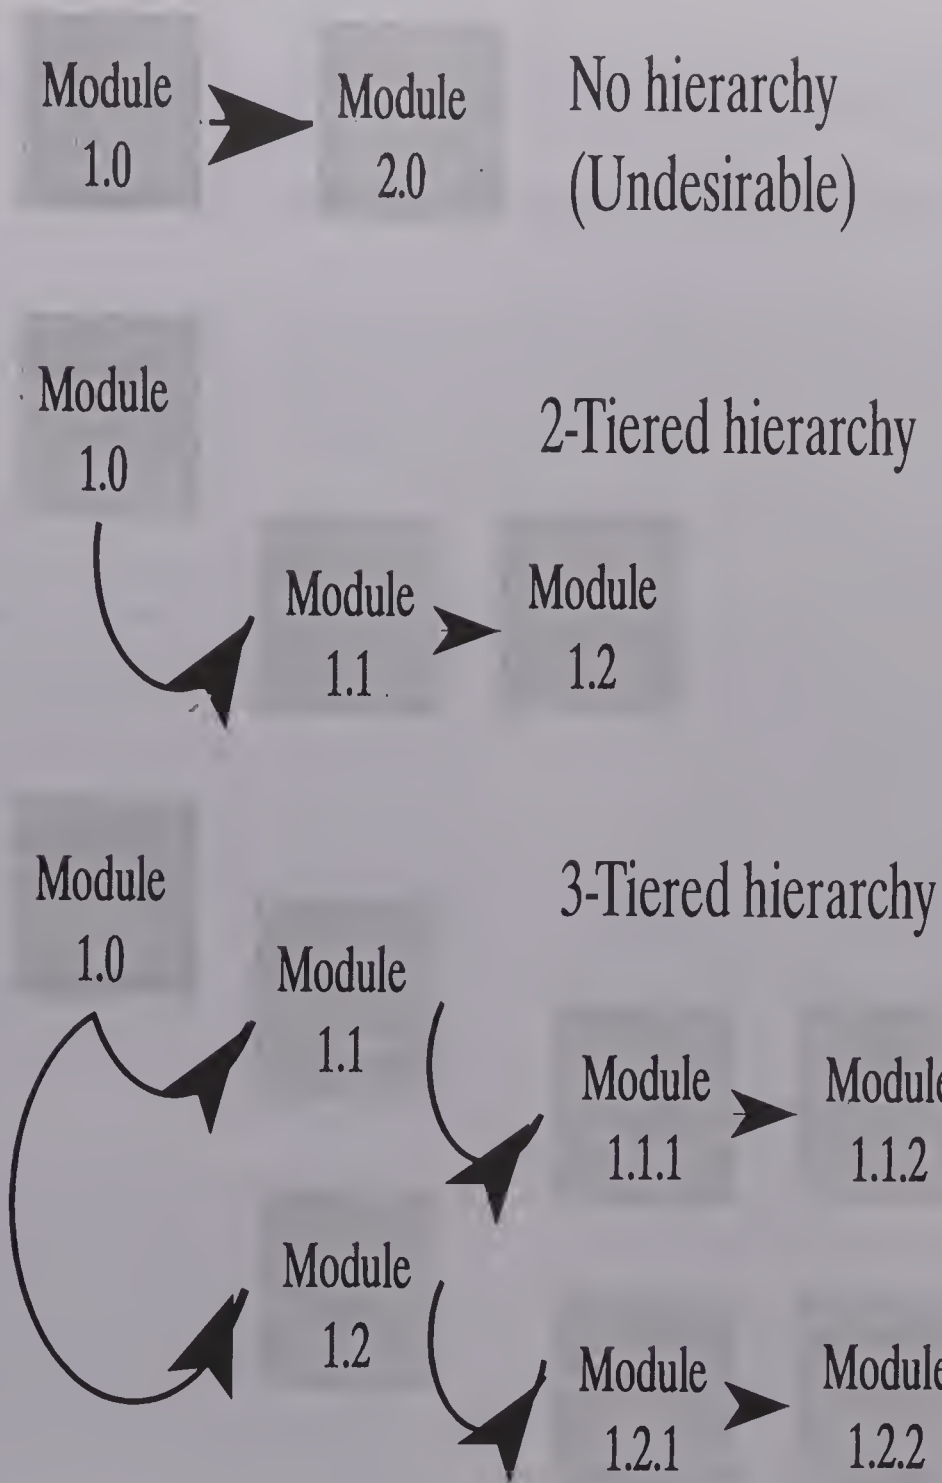 Module
1.0
Module
2.0
No hierarchy
(Undesirable)
Module
1.0
2-Tiered hierarchy
Module
1.1
Module
1.2
Module
1.0
3-Tiered hierarchy
Module
1.1
Module
1.1.1
Module
1.1.2
Module
1.2
Module
1.2.1
Module
1.2.2